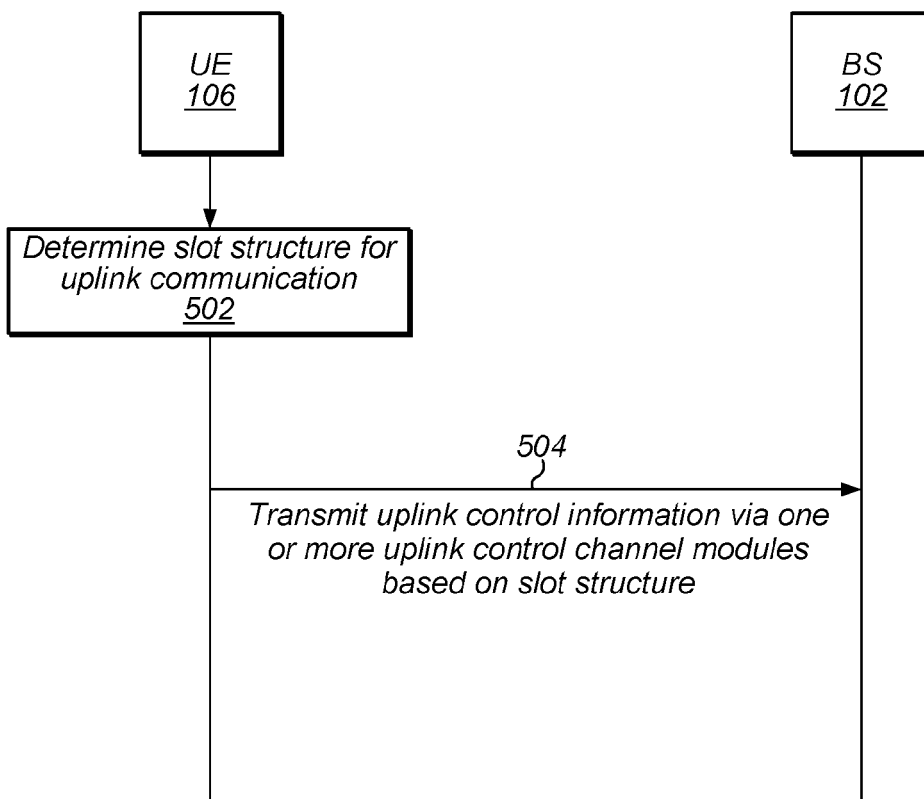 UE
106
BS
102
Determine slot structure for
uplink communication
502
504
Transmit uplink control information via one
or more uplink control channel modules
based on slot structure